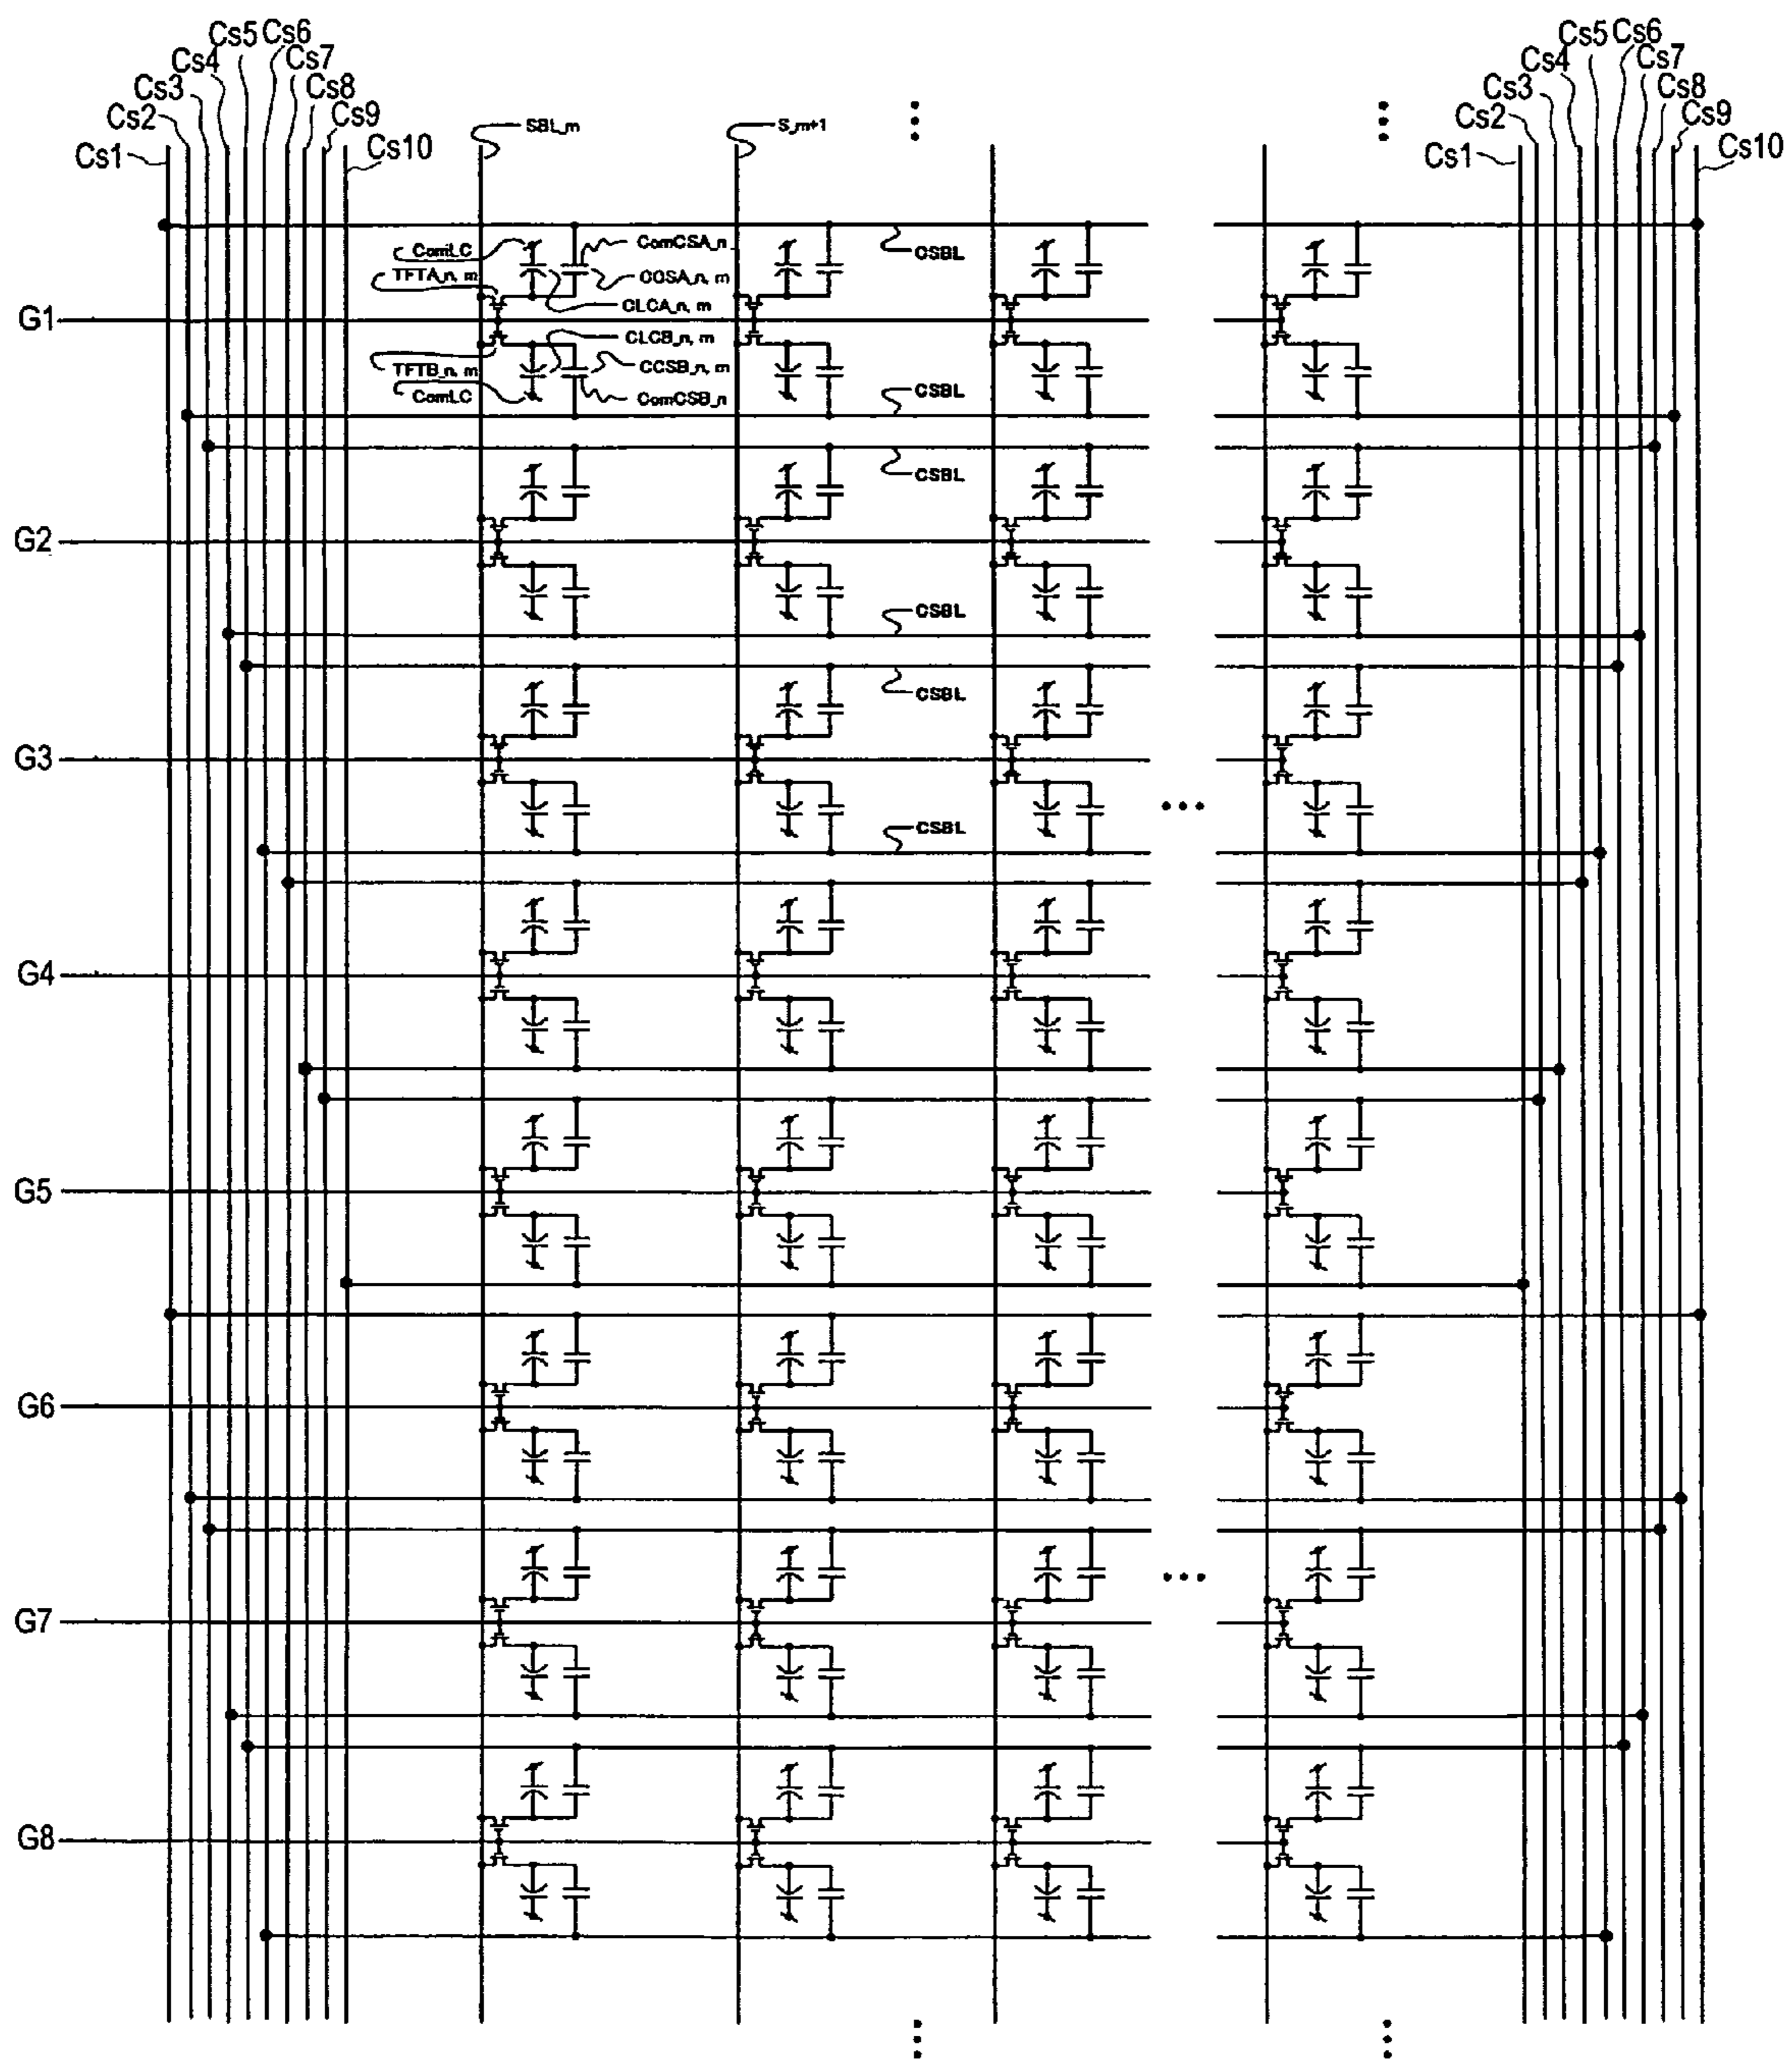 Cs1
Cs2
Cs3
Cs4
Cs5
Cs6
Cs7
Cs8
Cs9
Cs10
SBL_m
S_m+1
Cs1
Cs2
Cs3
Cs4
Cs5
Cs6
Cs7
Cs8
Cs9
Cs10
ComLC
ComCSA_n
CSBL
TFTA_n, m
CCSA_n, m
CLCA_n, m
G1
CLCB_n, m
TFTB_n, m
CCSB_n, m
ComLC
ComCSB_n
CSBL
CSBL
G2
CSBL
CSBL
G3
CSBL
G4
G5
G6
G7
G8